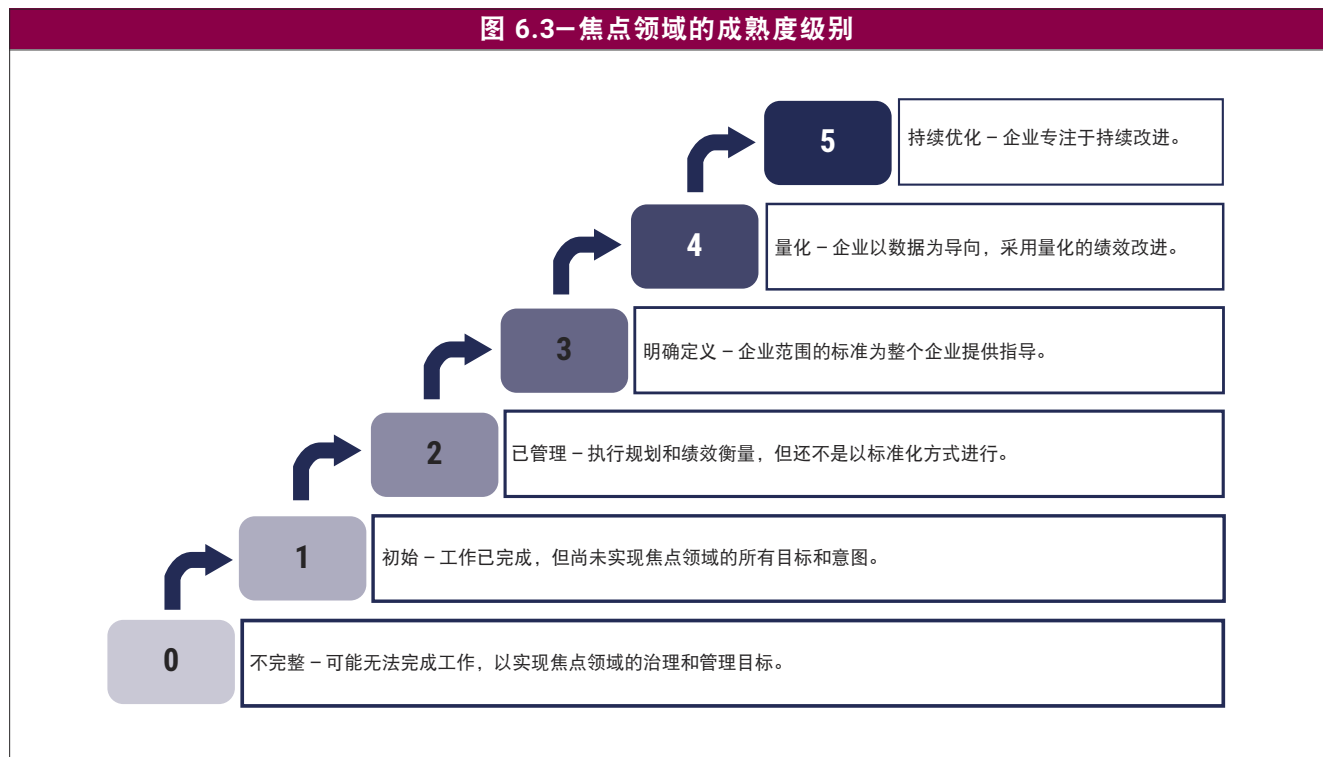 图 6.3—焦点领域的成熟度级别
5
持续优化 – 企业专注于持续改进。
4
量化 – 企业以数据为导向，采用量化的绩效改进。
3
明确定义 – 企业范围的标准为整个企业提供指导。
2
已管理 – 执行规划和绩效衡量，但还不是以标准化方式进行。
1
初始 – 工作已完成，但尚未实现焦点领域的所有目标和意图。
0
不完整 – 可能无法完成工作，以实现焦点领域的治理和管理目标。